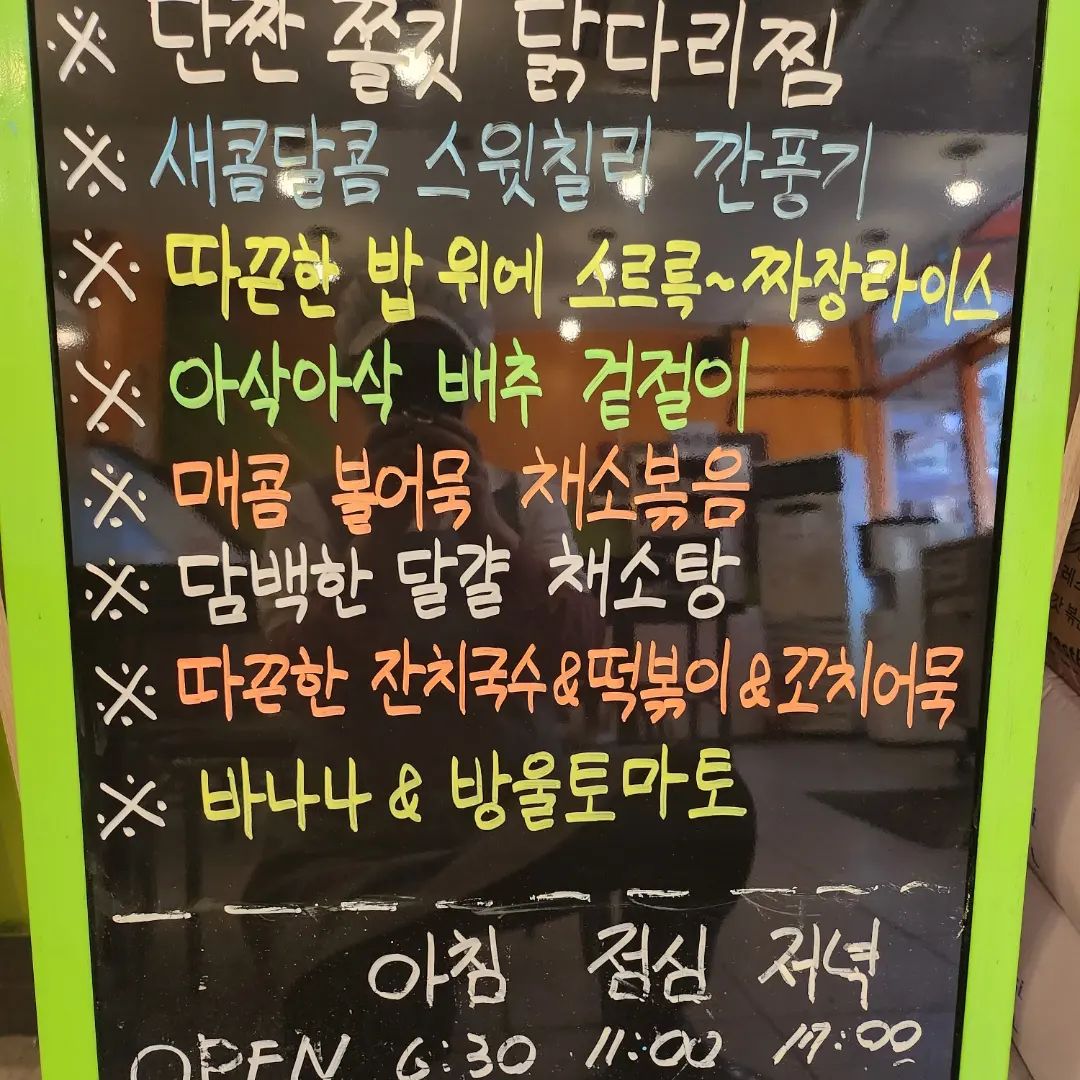 ※ 단짠 쫄깃 닭다리찜
※ 새콤달콤 스윗칠리 깐풍기
※ 따끈한 밥 위에 스르륵~짜장라이스
※ 아삭아삭 배추 겉절이
※ 매콤 불어묵 채소볶음
※ 담백한 달걀 채소탕
※ 따끈한 잔치국수&떡볶이&꼬치어묵
※ 바나나 & 방울토마토
아침 점심 저녁
OPEN 6:30 11:00 17:00